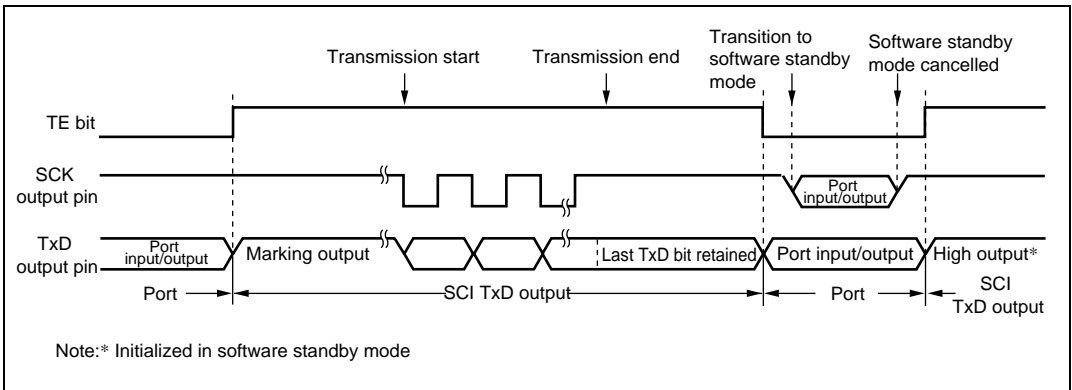 Transmission start
Transmission end
Transition to
software standby
mode
Software standby
mode cancelled
TE bit
SCK
output pin
Port
input/output
TxD
output pin
Port
input/output
Marking output
Last TxD bit retained
Port input/output
High output*
Port
SCI TxD output
Port
SCI
TxD output
Note:* Initialized in software standby mode